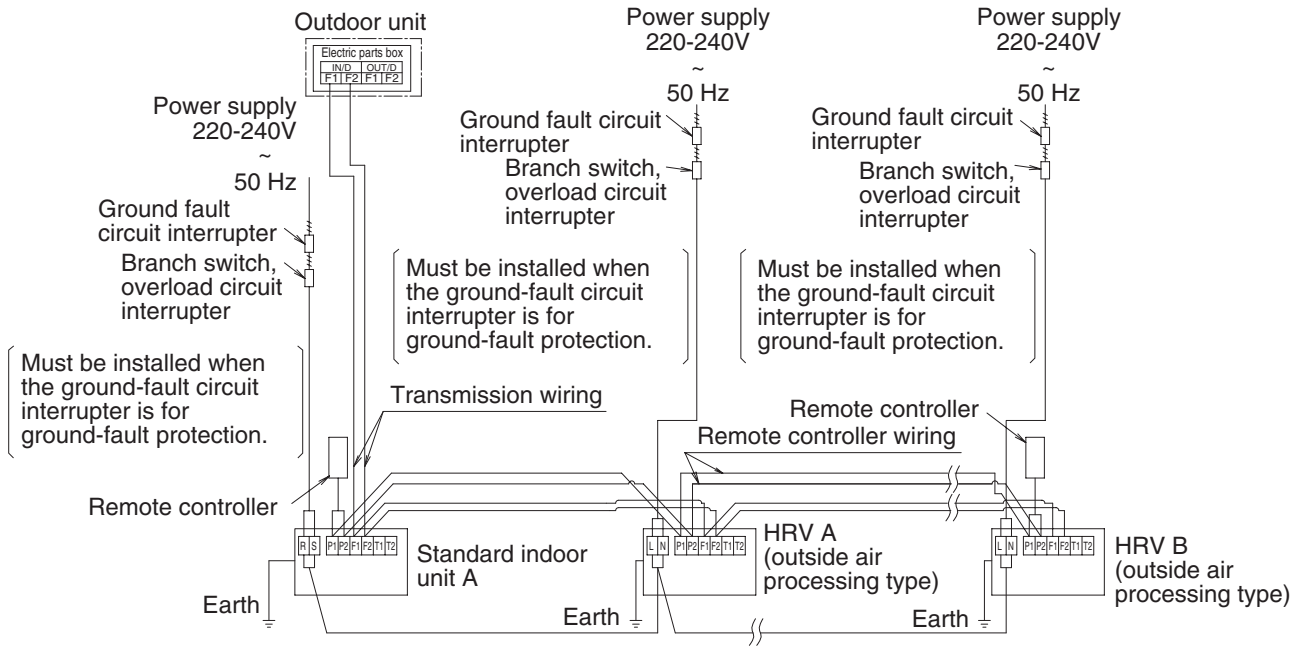 Outdoor unit
Electric parts box
IN/D OUT/D
F1 F2 F1 F2
Power supply
220-240V
~
50 Hz
Ground fault
circuit interrupter
Branch switch,
overload circuit
interrupter
Must be installed when
the ground-fault circuit
interrupter is for
ground-fault protection.
Power supply
220-240V
~
50 Hz
Ground fault circuit
interrupter
Branch switch,
overload circuit
interrupter
Must be installed when
the ground-fault circuit
interrupter is for
ground-fault protection.
Power supply
220-240V
~
50 Hz
Ground fault circuit
interrupter
Branch switch,
overload circuit
interrupter
Must be installed when
the ground-fault circuit
interrupter is for
ground-fault protection.
Transmission wiring
Remote controller
Remote controller wiring
Remote controller
R S P1 P2 F1 F2 T1 T2
Standard indoor
unit A
Earth
L N P1 P2 F1 F2 T1 T2
HRV A
(outside air
processing type)
Earth
L N P1 P2 F1 F2 T1 T2
HRV B
(outside air
processing type)
Earth